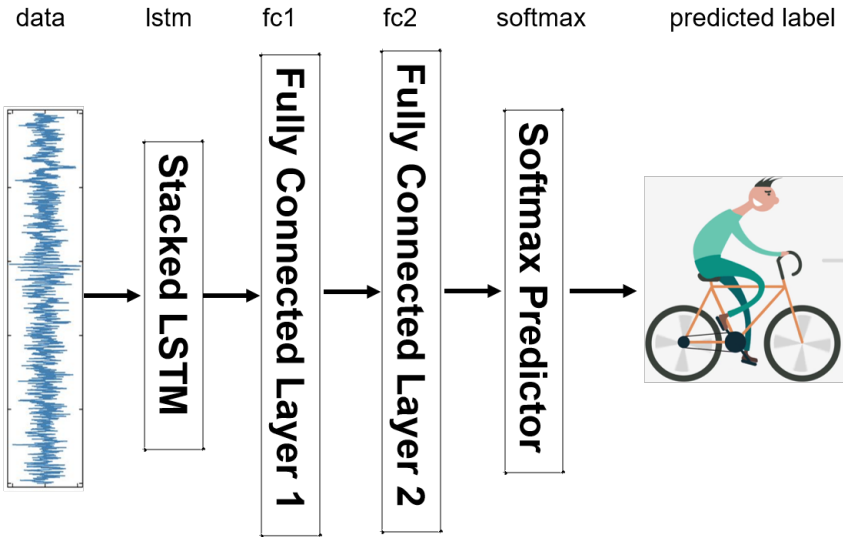 data
lstm
fc1
fc2
softmax
predicted label
Stacked LSTM
Fully Connected Layer 1
Fully Connected Layer 2
Softmax Predictor